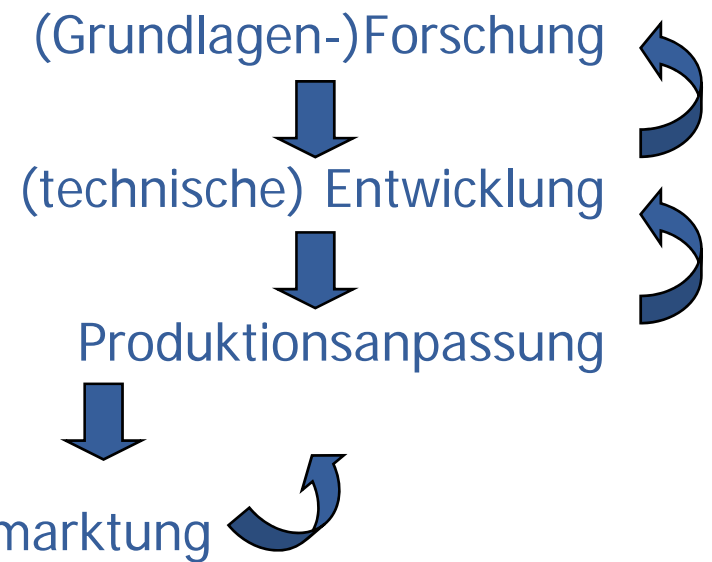 (Grundlagen-)Forschung
(technische) Entwicklung
Produktionsanpassung
marktung